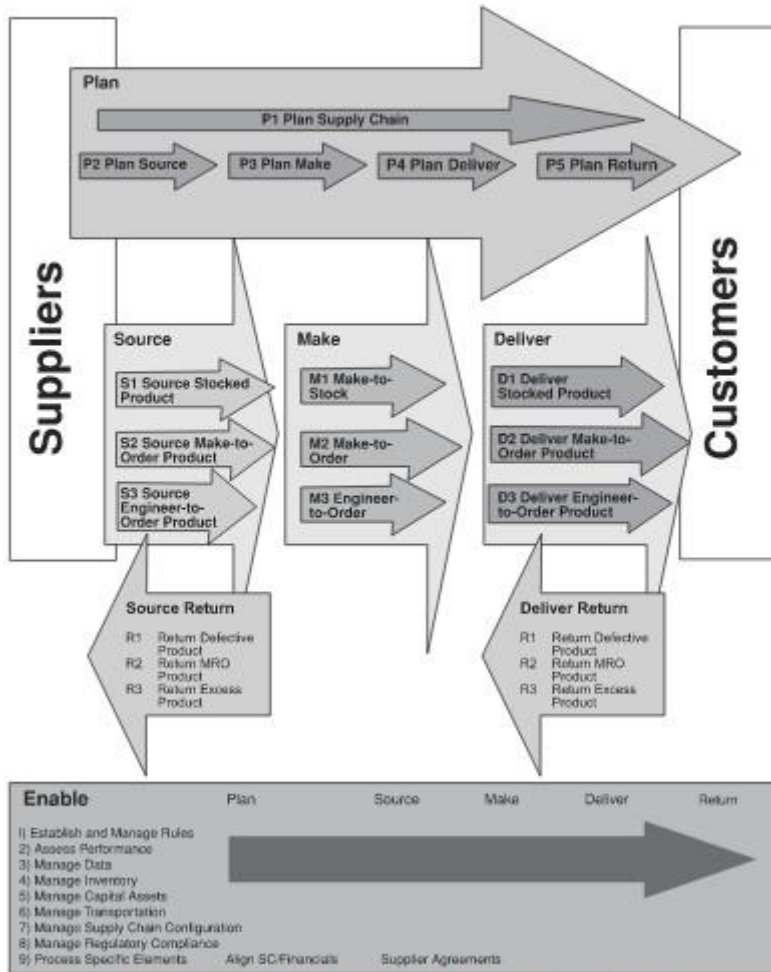 Suppliers
Customers
Plan
P1 Plan Supply Chain
P2 Plan Source
P3 Plan Make
P4 Plan Deliver
P5 Plan Return
Source
S1 Source Stocked
Product
S2 Source Make-to-
Order Product
S3 Source
Engineer-to-
Order Product
Make
M1 Make-to-
Stock
M2 Make-to-
Order
M3 Engineer-
to-Order
Deliver
D1 Deliver
Stocked Product
D2 Deliver Make-to-
Order Product
D3 Deliver Engineer-
to-Order Product
Source Return
R1 Return Defective
Product
R2 Return MRO
Product
R3 Return Excess
Product
Deliver Return
R1 Return Defective
Product
R2 Return MRO
Product
R3 Return Excess
Product
Enable
Plan
Source
Make
Deliver
Return
1) Establish and Manage Rules
2) Assess Performance
3) Manage Data
4) Manage Inventory
5) Manage Capital Assets
6) Manage Transportation
7) Manage Supply Chain Configuration
8) Manage Regulatory Compliance
9) Process Specific Elements
Align SC/Financials
Supplier Agreements